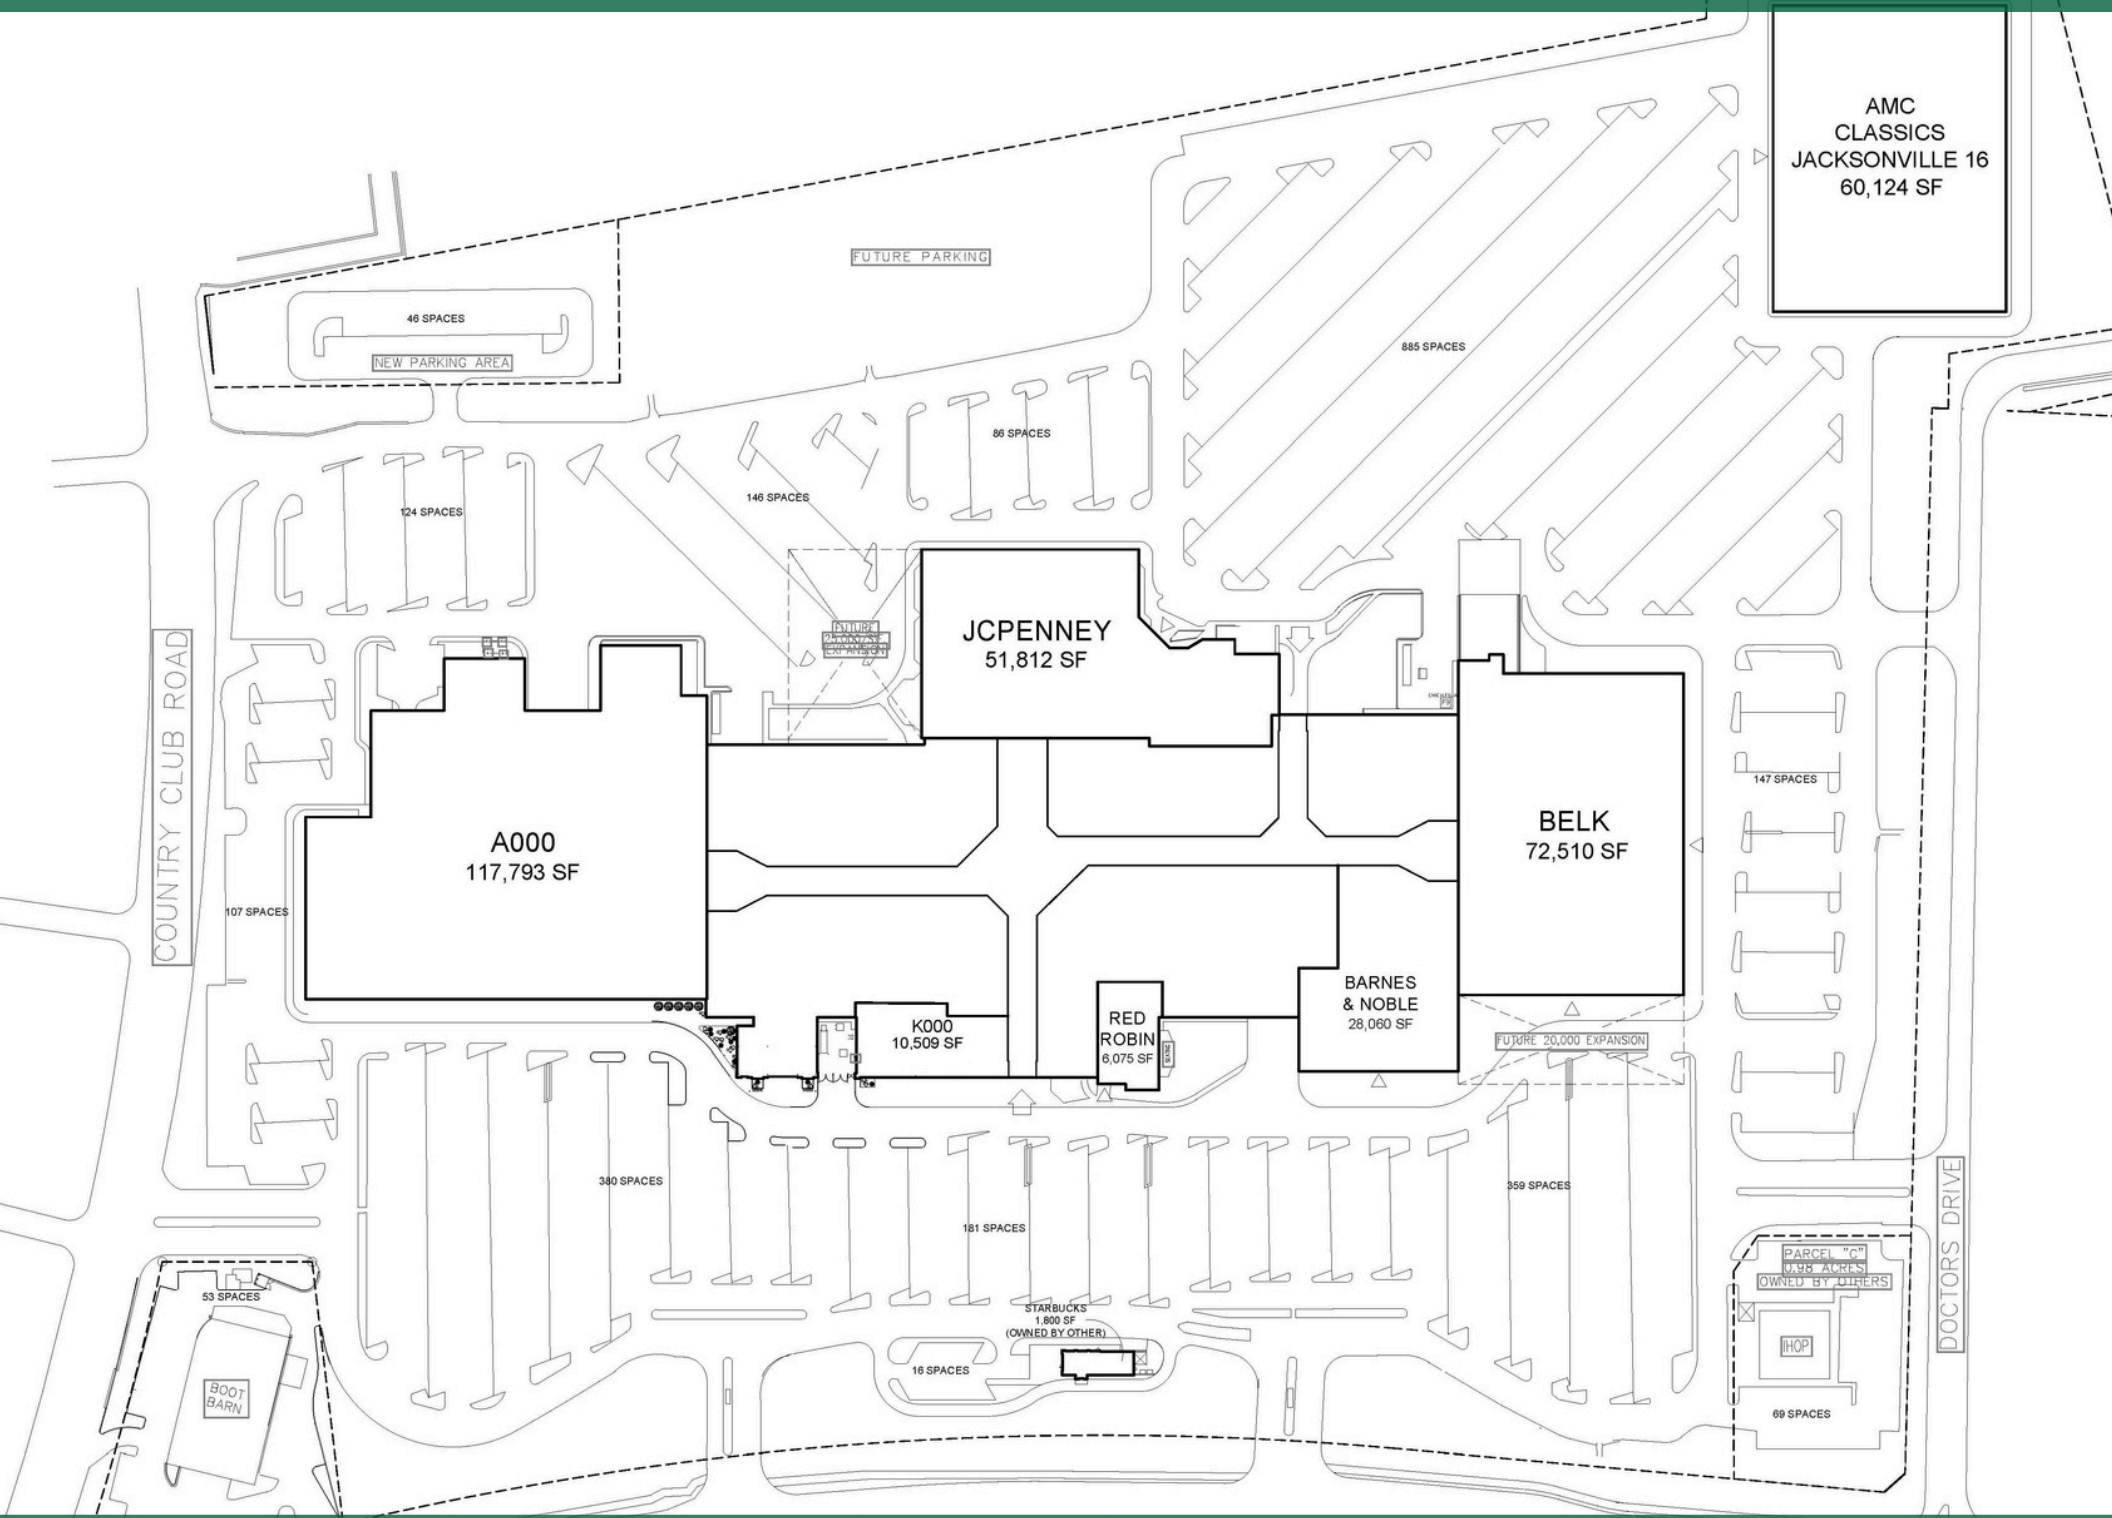 AMC
CLASSICS
JACKSONVILLE 16
60,124 SF
FUTURE PARKING
46 SPACES
NEW PARKING AREA
885 SPACES
86 SPACES
146 SPACES
124 SPACES
FUTURE
EXPANSION
JCPENNEY
51,812 SF
COUNTRY CLUB ROAD
A000
117,793 SF
107 SPACES
BELK
72,510 SF
147 SPACES
BARNES
& NOBLE
28,060 SF
RED
ROBIN
6,075 SF
K000
10,509 SF
FUTURE 20,000 EXPANSION
380 SPACES
181 SPACES
359 SPACES
DOCTORS DRIVE
PARCEL "C"
0.98 ACRES
OWNED BY OTHERS
IHOP
69 SPACES
STARBUCKS
1,800 SF
(OWNED BY OTHER)
16 SPACES
53 SPACES
BOOT
BARN